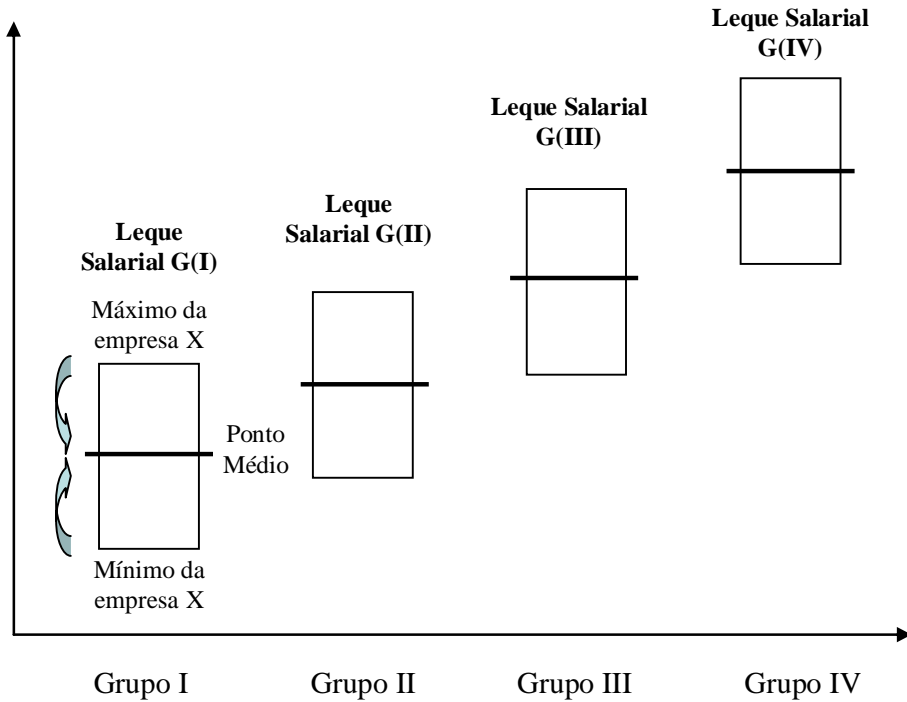 Leque Salarial
G(IV)
Leque Salarial
G(III)
Leque
Salarial G(II)
Leque
Salarial G(I)
Máximo da
empresa X
Ponto
Médio
Mínimo da
empresa X
Grupo I
Grupo II
Grupo III
Grupo IV